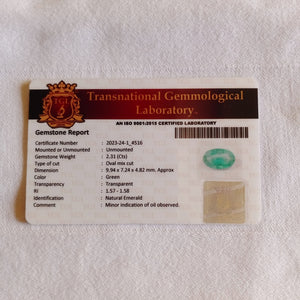 TGL
Transnational Gemmological
Laboratory
AN ISO 9001:2015 CERTIFIED LABORATORY
Gemstone Report
Certificate Number : 2023-24-1_4516
Mounted or Unmounted : Unmounted
Gemstone Weight : 2.31 (Cts)
Type of cut : Oval mix cut
Dimension : 9.94 x 7.24 x 4.82 mm. Approx
Color : Green
Transparency : Transparent
R.I : 1.57 - 1.58
Identification : Natural Emerald
Comments : Minor indication of oil observed.